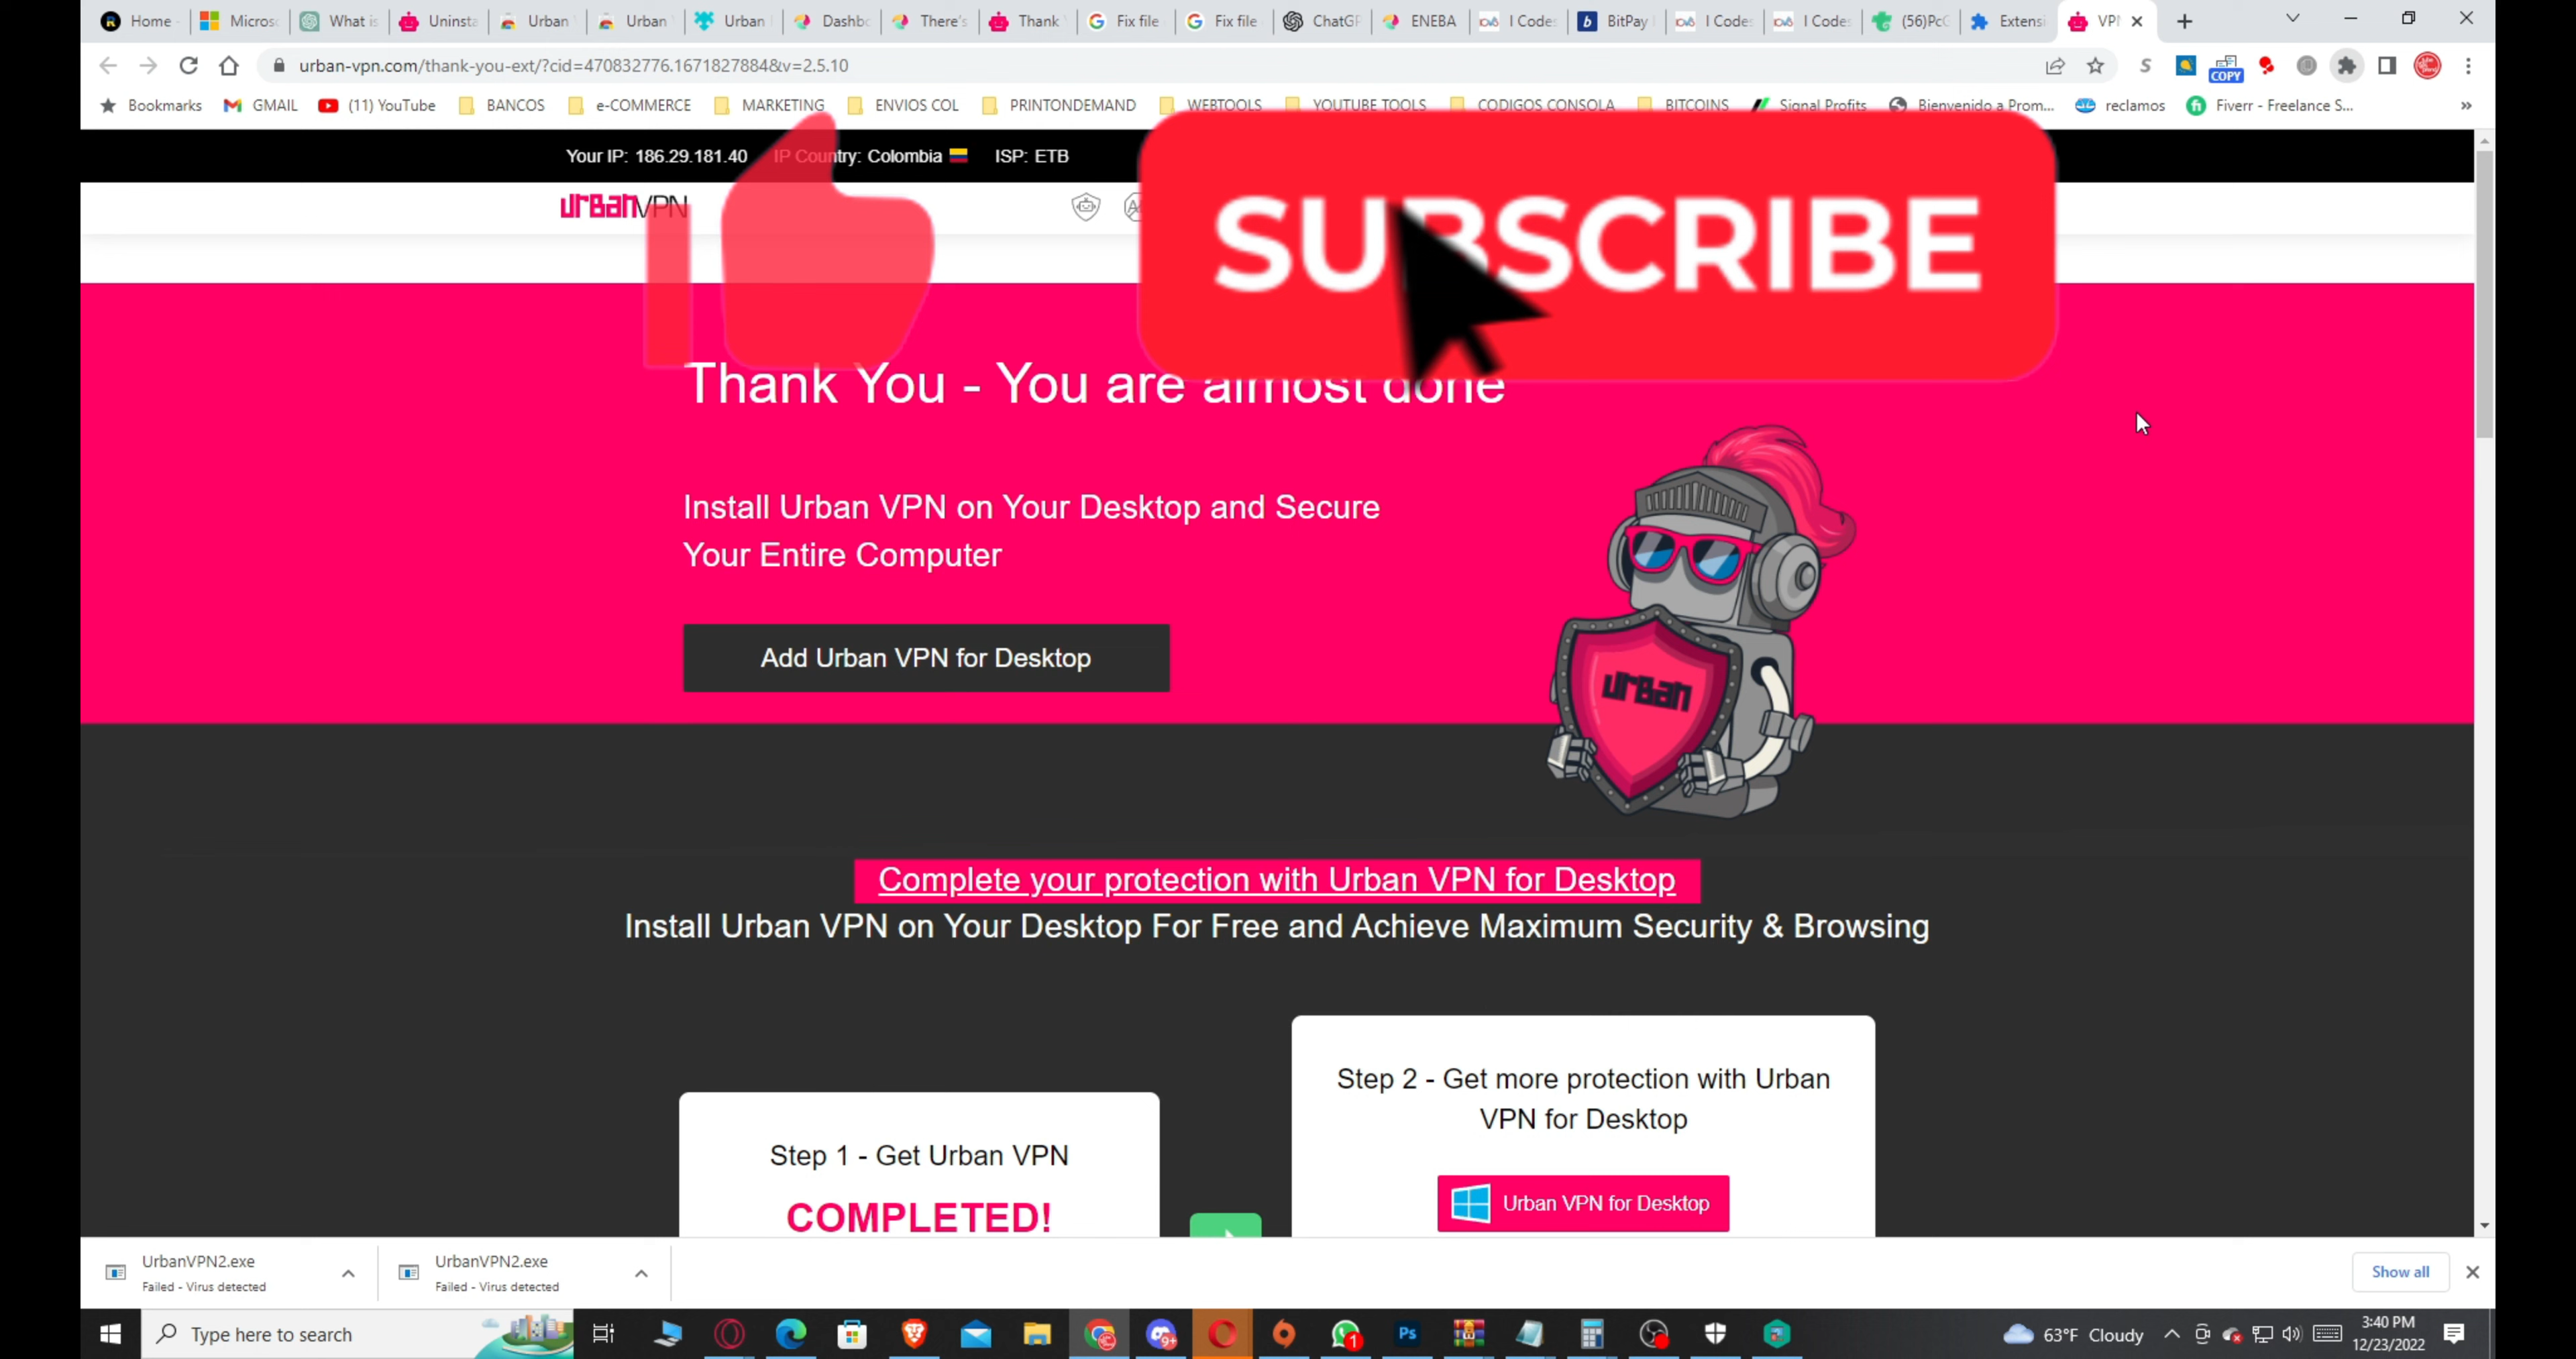 Home
Micros
What is
Uninsta
Urban
Urban
Urban
Dashbo
There's
Thank
Fix file
Fix file
ChatGP
ENEBA
I Codes
BitPay
I Codes
I Codes
(56)PcG
Extensi
VPN
urban-vpn.com/thank-you-ext/?cid=470832776.1671827884&v=2.5.10
COPY
Bookmarks
GMAIL
(11) YouTube
BANCOS
e-COMMERCE
MARKETING
ENVIOS COL
PRINTONDEMAND
WEBTOOLS
YOUTUBE TOOLS
CODIGOS CONSOLA
BITCOINS
Signal Profits
Bienvenido a Prom...
reclamos
Fiverr - Freelance S...
Your IP: 186.29.181.40
IP Country: Colombia
ISP: ETB
urbanVPN
SUBSCRIBE
Thank You - You are almost done
Install Urban VPN on Your Desktop and Secure
Your Entire Computer
Add Urban VPN for Desktop
urban
Complete your protection with Urban VPN for Desktop
Install Urban VPN on Your Desktop For Free and Achieve Maximum Security & Browsing
Step 1 - Get Urban VPN
COMPLETED!
Step 2 - Get more protection with Urban
VPN for Desktop
Urban VPN for Desktop
UrbanVPN2.exe
Failed - Virus detected
UrbanVPN2.exe
Failed - Virus detected
Show all
Type here to search
9+
1
Ps
63°F Cloudy
3:40 PM
12/23/2022